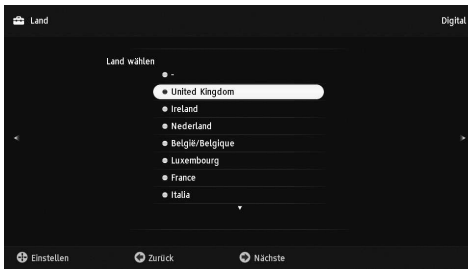 Land
Digital
Land wählen
-
United Kingdom
Ireland
Nederland
België/Belgique
Luxembourg
France
Italia
Einstellen
Zurück
Nächste